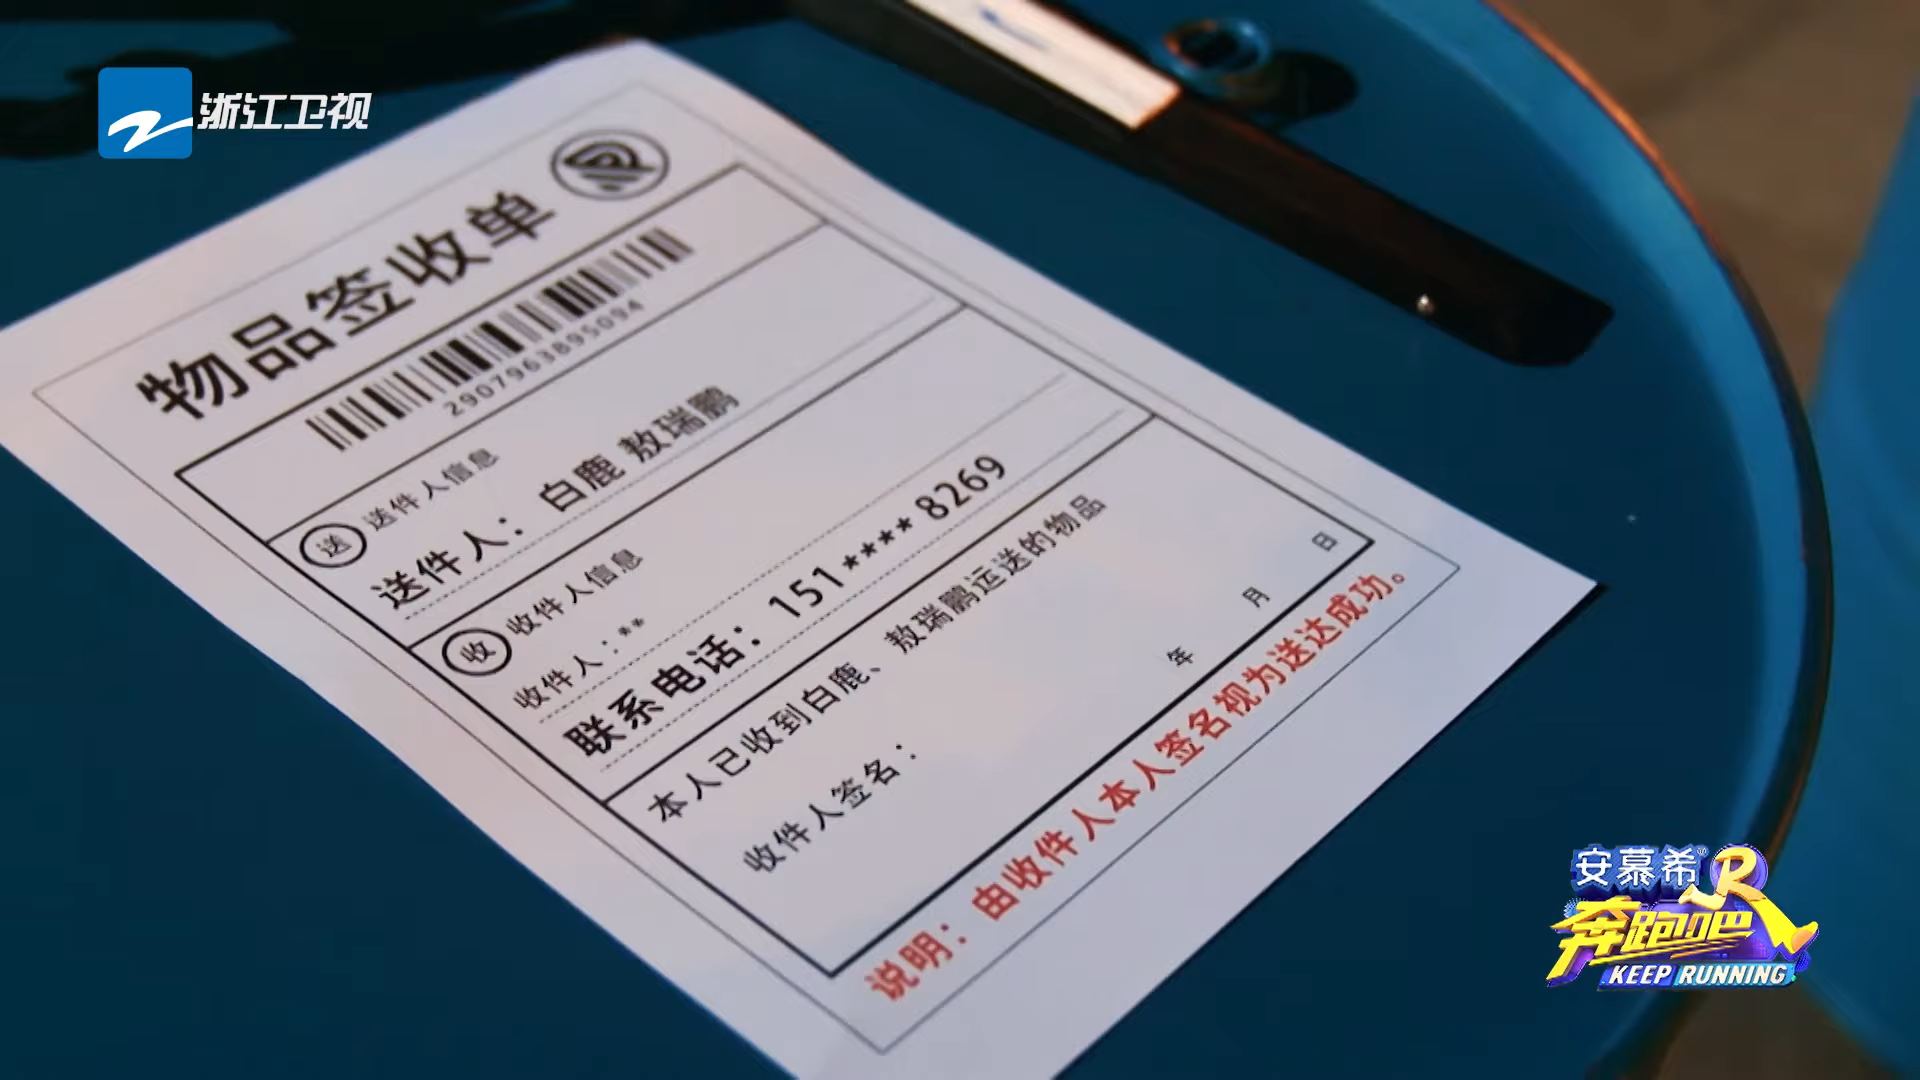 浙江卫视
物品签收单
290796389 5094
送 送件人信息
送件人：白鹿 敖瑞鹏
收 收件人信息
收件人：**
联系电话：151****8269
本人已收到白鹿、敖瑞鹏运送的物品
收件人签名：
年 月 日
说明：由收件人本人签名视为送达成功。
安慕希®
奔跑吧
KEEP RUNNING